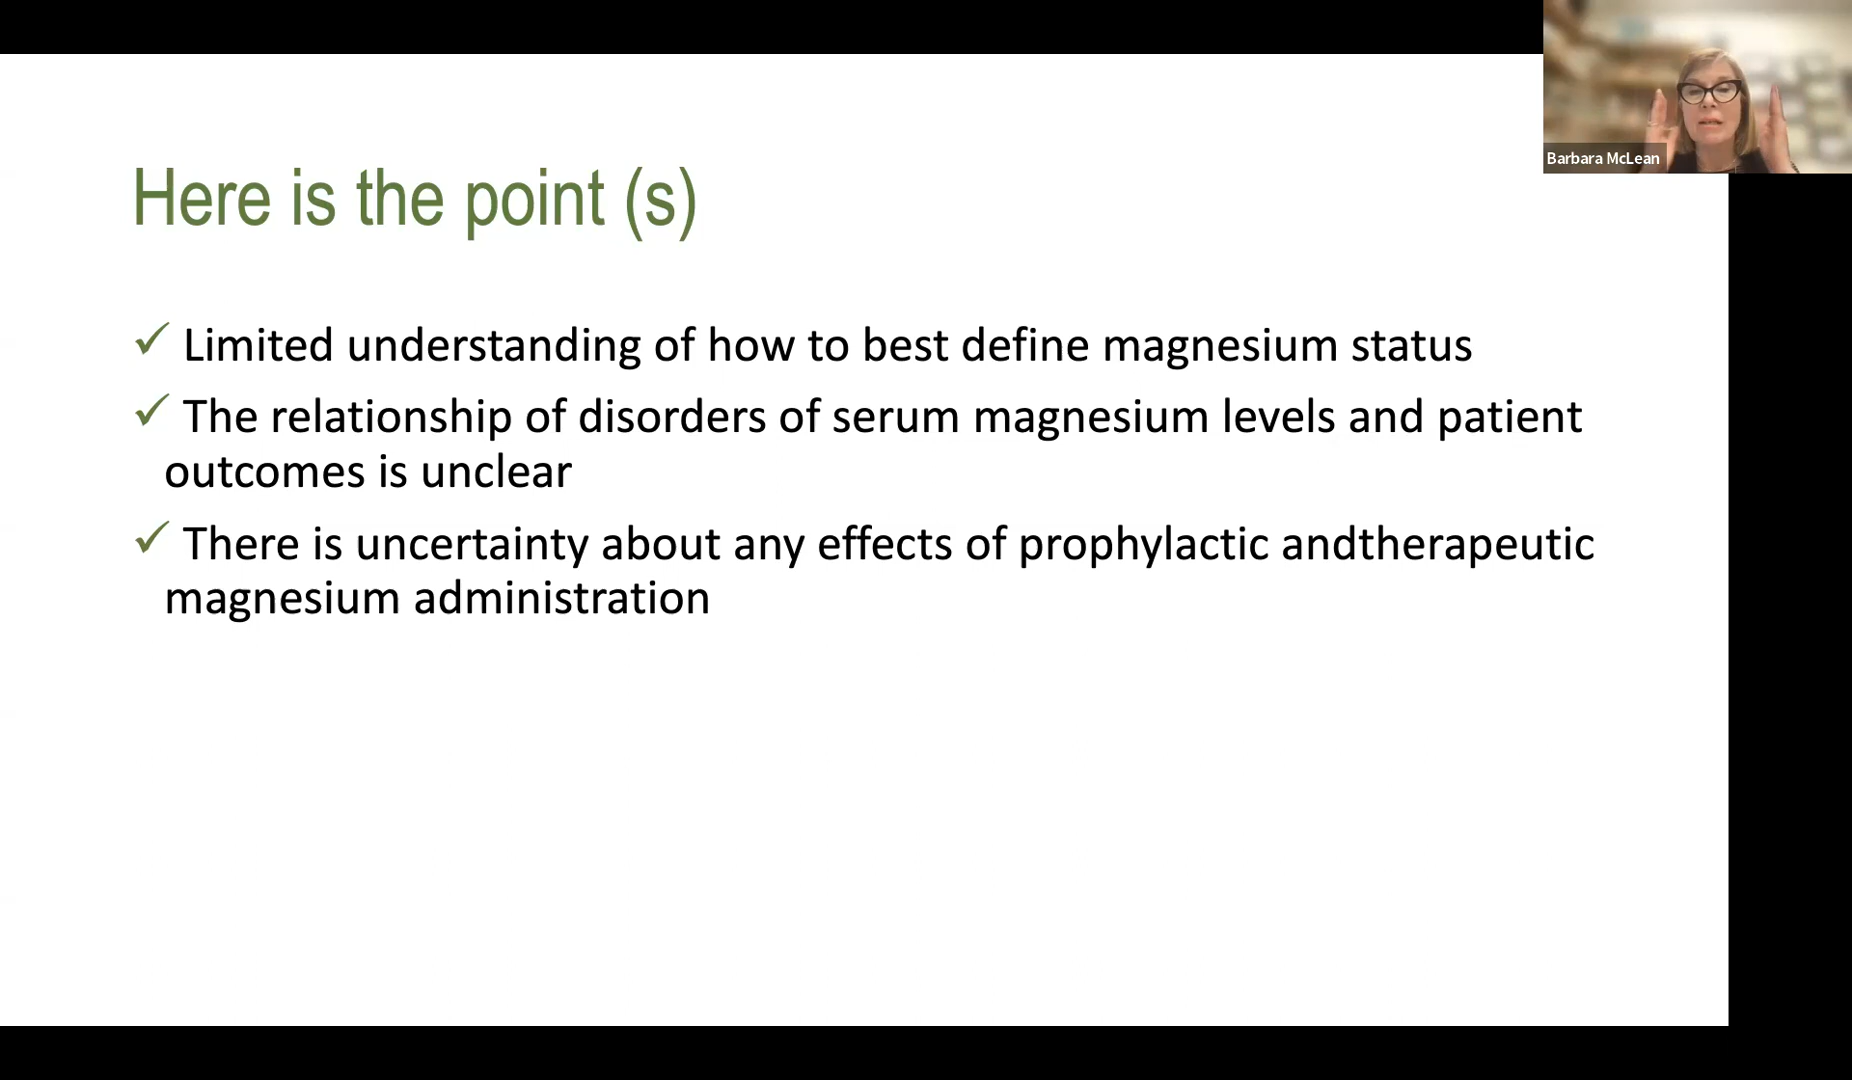 Barbara McLean
Here is the point (s)
✓ Limited understanding of how to best define magnesium status
✓ The relationship of disorders of serum magnesium levels and patient
outcomes is unclear
✓ There is uncertainty about any effects of prophylactic andtherapeutic
magnesium administration